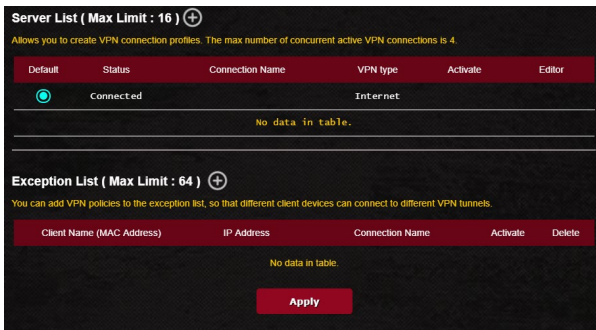 Server List ( Max Limit : 16 )
Allows you to create VPN connection profiles. The max number of concurrent active VPN connections is 4.
Default Status Connection Name VPN type Activate Editor
Connected Internet
No data in table.
Exception List ( Max Limit : 64 )
You can add VPN policies to the exception list, so that different client devices can connect to different VPN tunnels.
Client Name (MAC Address) IP Address Connection Name Activate Delete
No data in table.
Apply